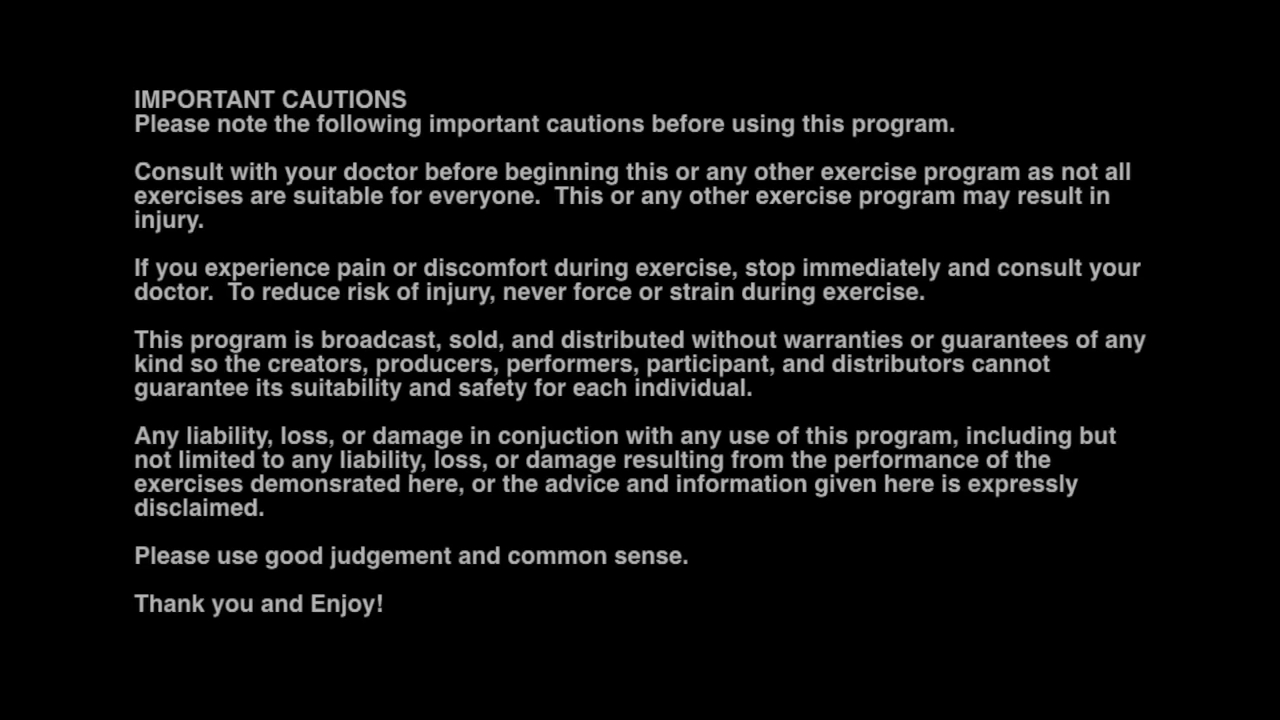 IMPORTANT CAUTIONS
Please note the following important cautions before using this program.
Consult with your doctor before beginning this or any other exercise program as not all
exercises are suitable for everyone.  This or any other exercise program may result in
injury.
If you experience pain or discomfort during exercise, stop immediately and consult your
doctor.  To reduce risk of injury, never force or strain during exercise.
This program is broadcast, sold, and distributed without warranties or guarantees of any
kind so the creators, producers, performers, participant, and distributors cannot
guarantee its suitability and safety for each individual.
Any liability, loss, or damage in conjuction with any use of this program, including but
not limited to any liability, loss, or damage resulting from the performance of the
exercises demonsrated here, or the advice and information given here is expressly
disclaimed.
Please use good judgement and common sense.
Thank you and Enjoy!